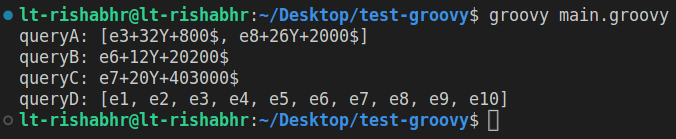 lt-rishabhr@lt-rishabhr:~/Desktop/test-groovy$ groovy main.groovy
queryA: [e3+32Y+800$, e8+26Y+2000$]
queryB: e6+12Y+20200$
queryC: e7+20Y+403000$
queryD: [e1, e2, e3, e4, e5, e6, e7, e8, e9, e10]
lt-rishabhr@lt-rishabhr:~/Desktop/test-groovy$